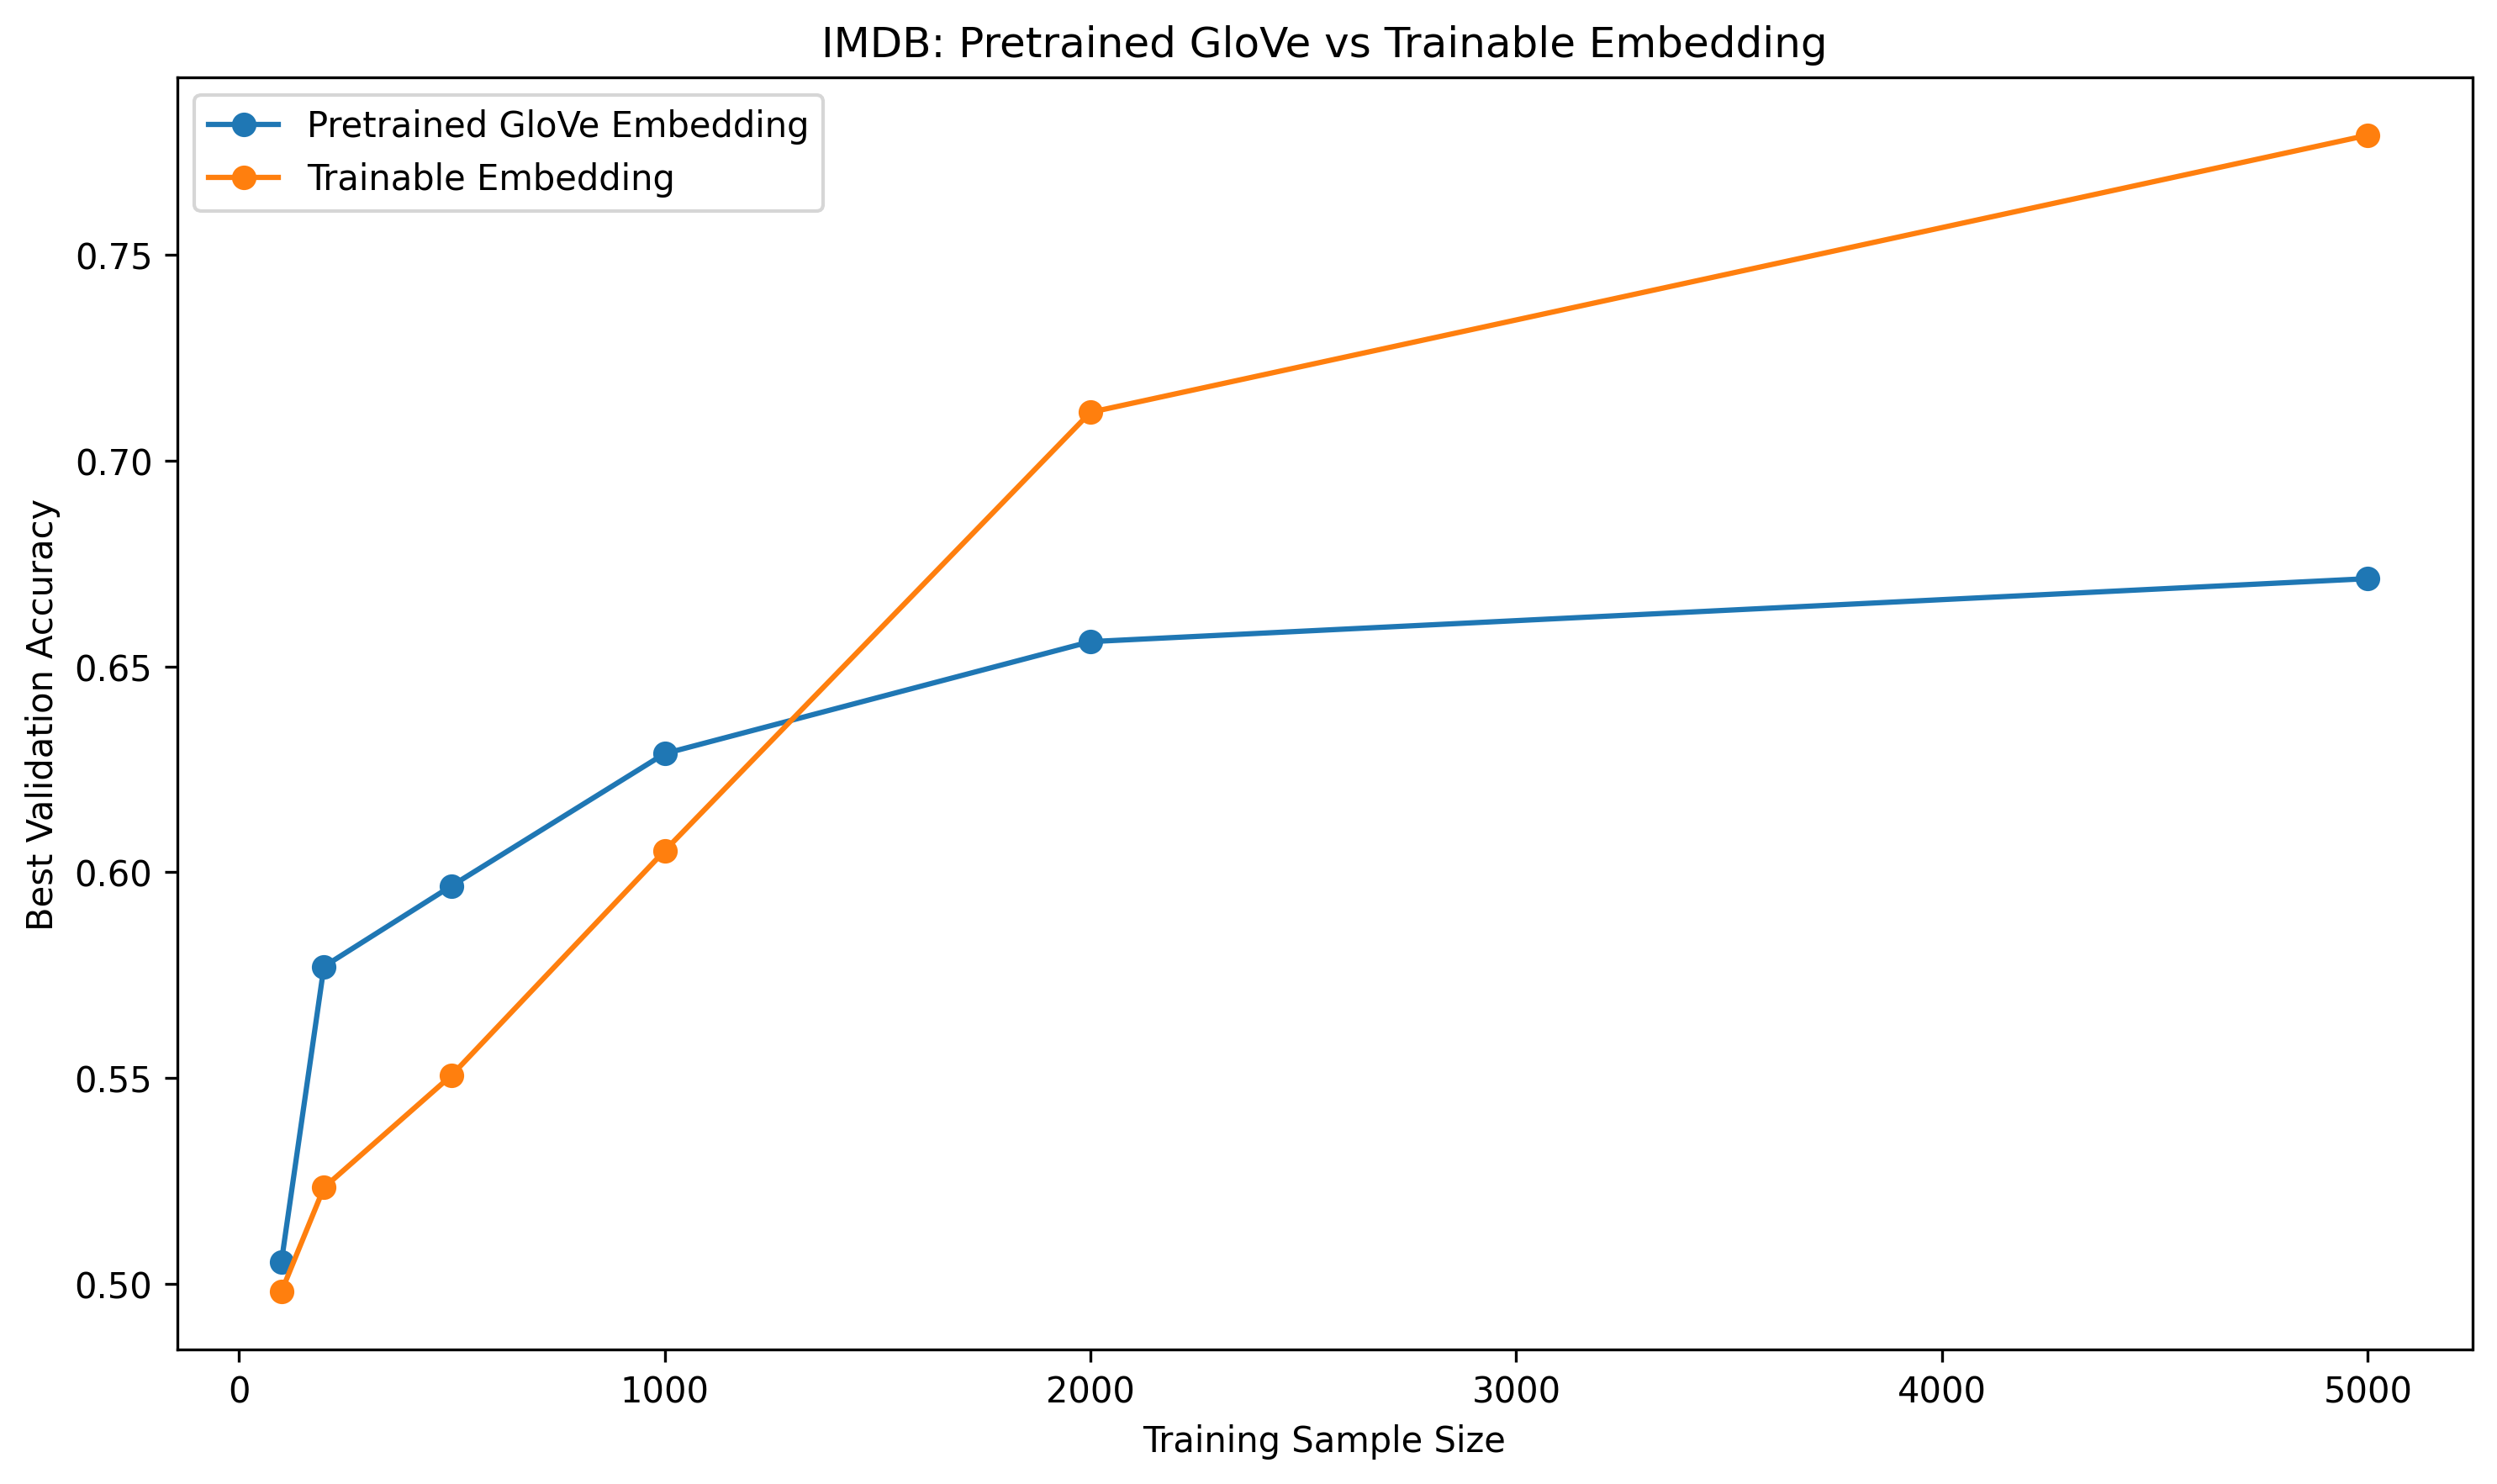 IMDB: Pretrained GloVe vs Trainable Embedding
Pretrained GloVe Embedding
Trainable Embedding
Best Validation Accuracy
0.75
0.70
0.65
0.60
0.55
0.50
0
1000
2000
3000
4000
5000
Training Sample Size